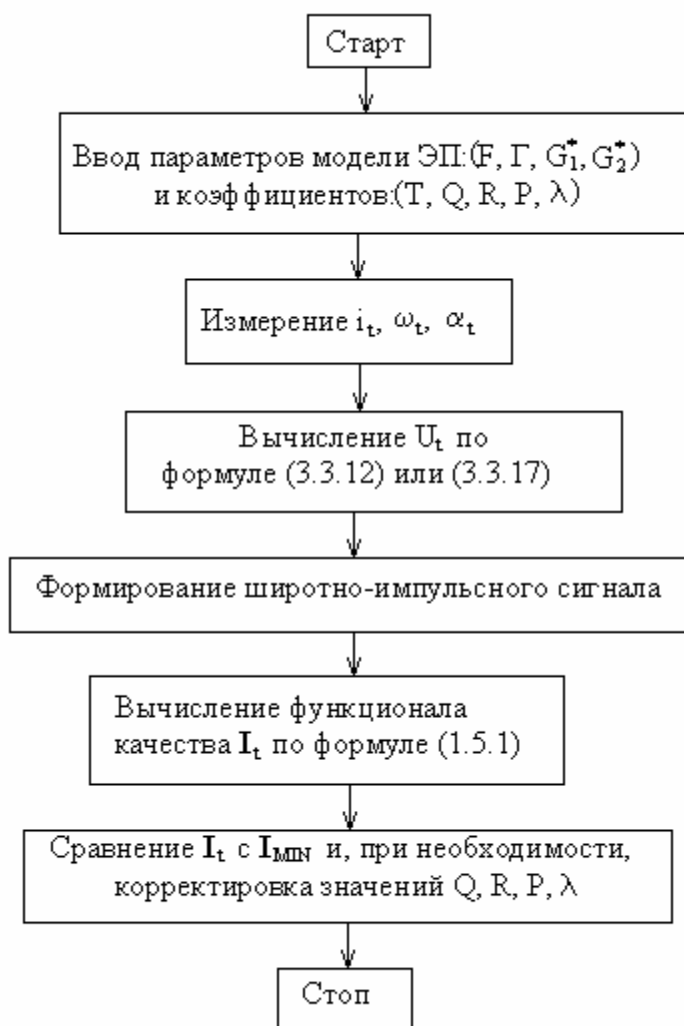 Старт
Ввод параметров модели ЭП:(F, Г, G₁*, G₂*)
и коэффициентов:(T, Q, R, P, λ)
Измерение iₜ, ωₜ, αₜ
Вычисление Uₜ по
формуле (3.3.12) или (3.3.17)
Формирование широтно-импульсного сигнала
Вычисление функционала
качества Iₜ по формуле (1.5.1)
Сравнение Iₜ с I_MIN и, при необходимости,
корректировка значений Q, R, P, λ
Стоп